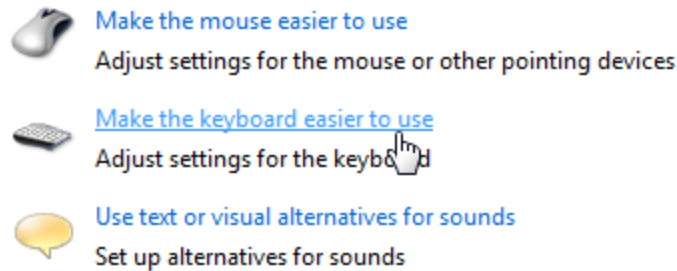 Make the mouse easier to use
Adjust settings for the mouse or other pointing devices
Make the keyboard easier to use
Adjust settings for the keyboard
Use text or visual alternatives for sounds
Set up alternatives for sounds